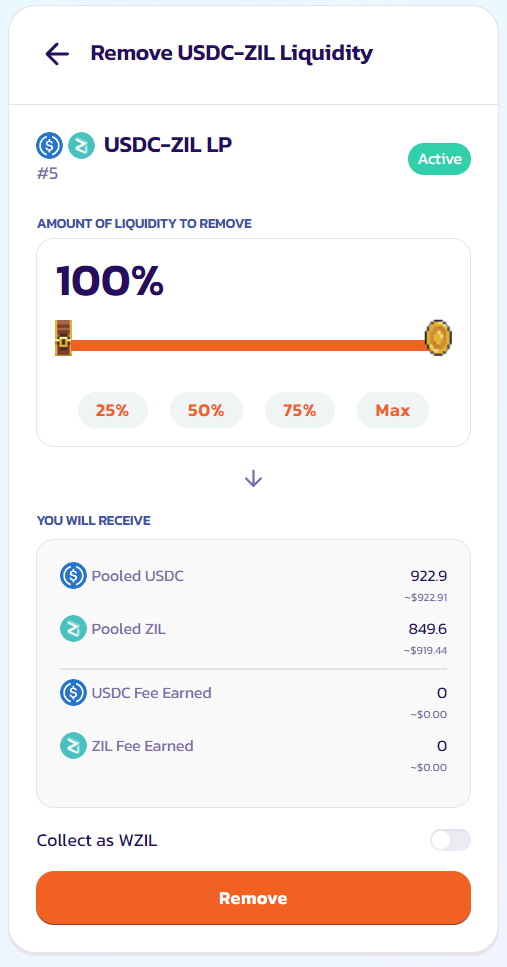 Remove USDC-ZIL Liquidity
USDC-ZIL LP
#5
Active
AMOUNT OF LIQUIDITY TO REMOVE
100%
25% 50% 75% Max
YOU WILL RECEIVE
Pooled USDC 922.9
~$922.91
Pooled ZIL 849.6
~$919.44
USDC Fee Earned 0
~$0.00
ZIL Fee Earned 0
~$0.00
Collect as WZIL
Remove